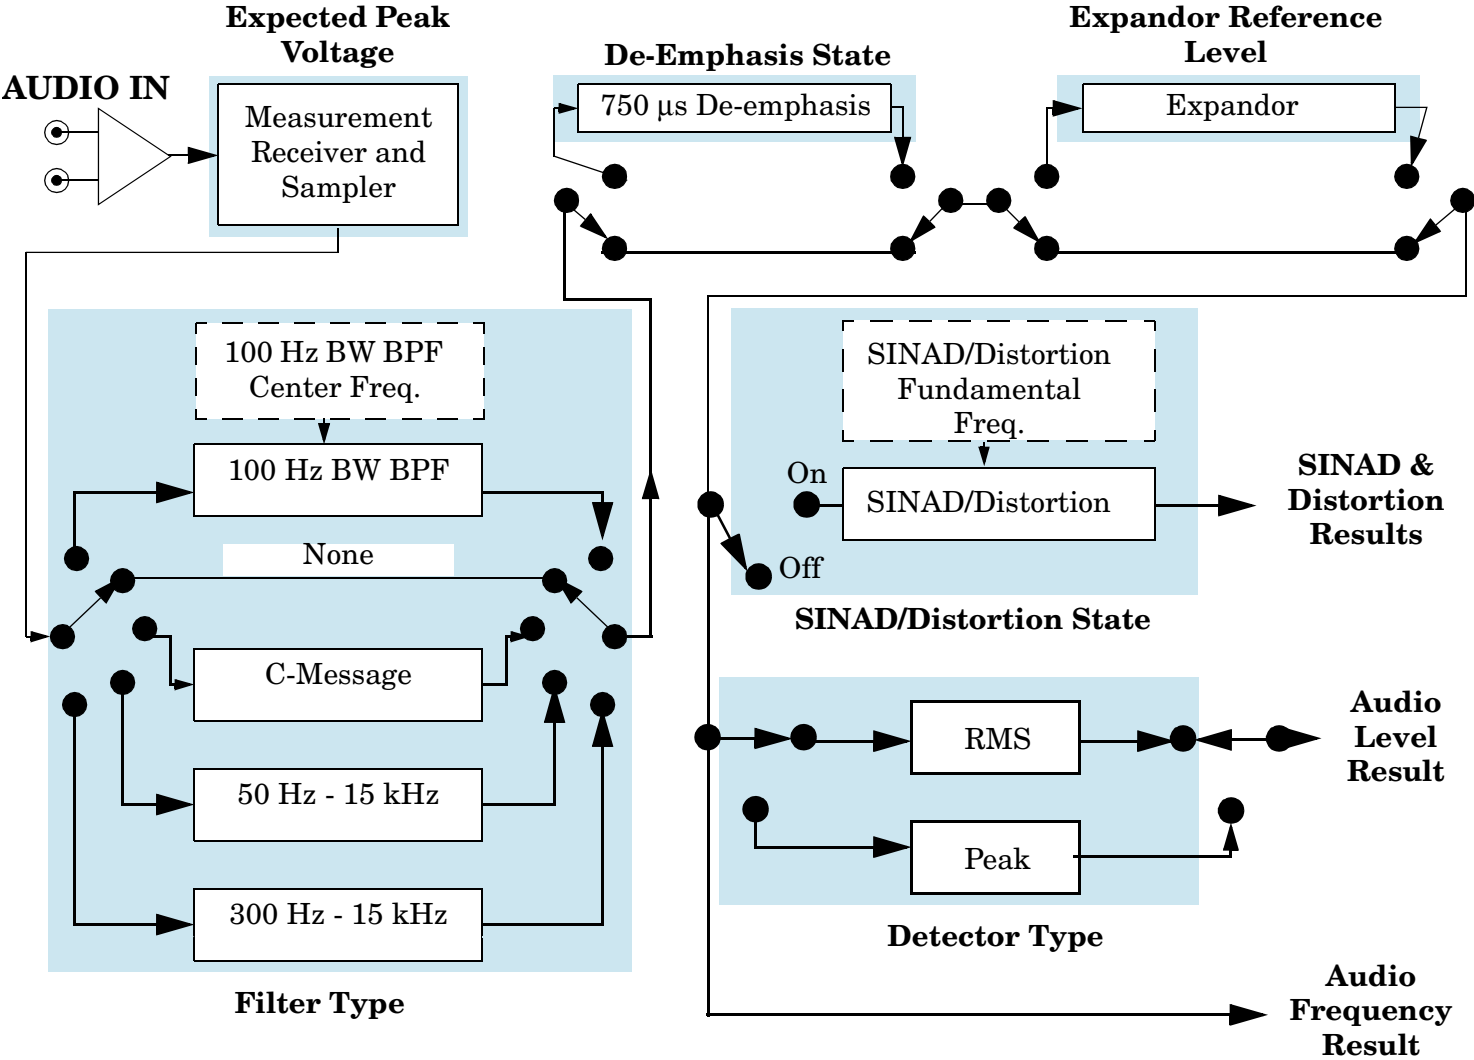 Expected Peak
Voltage
AUDIO IN
Measurement
Receiver and
Sampler
De-Emphasis State
750 μs De-emphasis
Expandor Reference
Level
Expandor
100 Hz BW BPF
Center Freq.
100 Hz BW BPF
None
C-Message
50 Hz - 15 kHz
300 Hz - 15 kHz
Filter Type
SINAD/Distortion
Fundamental
Freq.
On
SINAD/Distortion
Off
SINAD/Distortion State
SINAD &
Distortion
Results
RMS
Peak
Detector Type
Audio
Level
Result
Audio
Frequency
Result